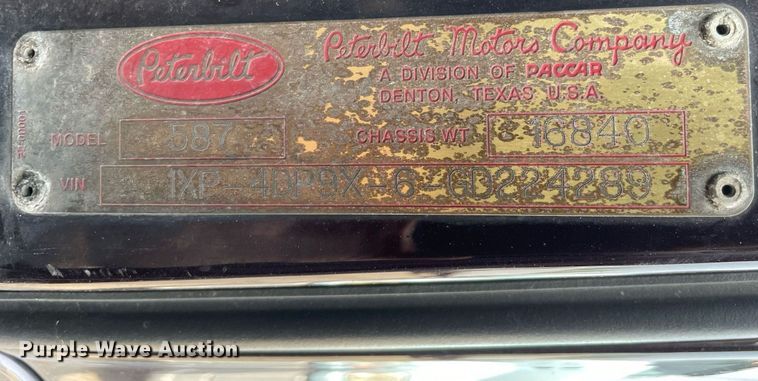 Peterbilt
Peterbilt Motors Company
A DIVISION OF PACCAR
DENTON, TEXAS U.S.A.
MODEL 587 CHASSIS WT. 16840
VIN 1XP-4DP9X-6-GD224289
Purple Wave Auction